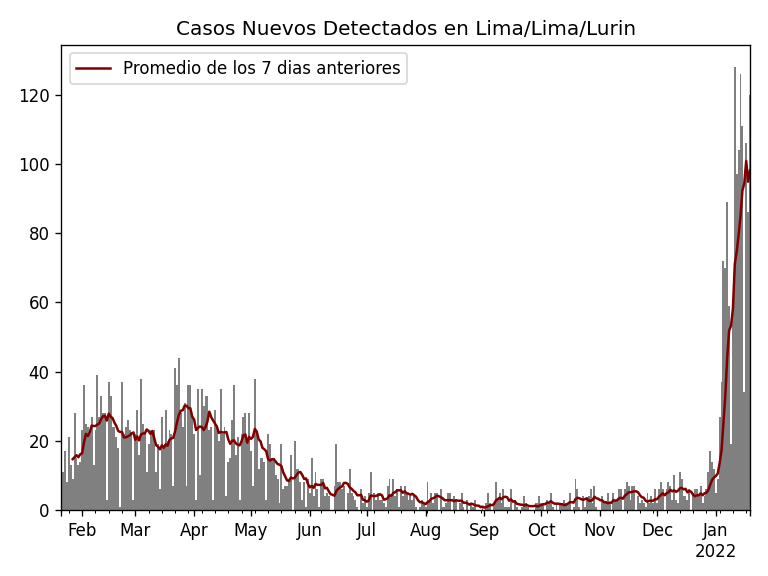 Casos Nuevos Detectados en Lima/Lima/Lurin
Promedio de los 7 dias anteriores
120
100
80
60
40
20
0
Feb Mar Apr May Jun Jul Aug Sep Oct Nov Dec Jan
2022